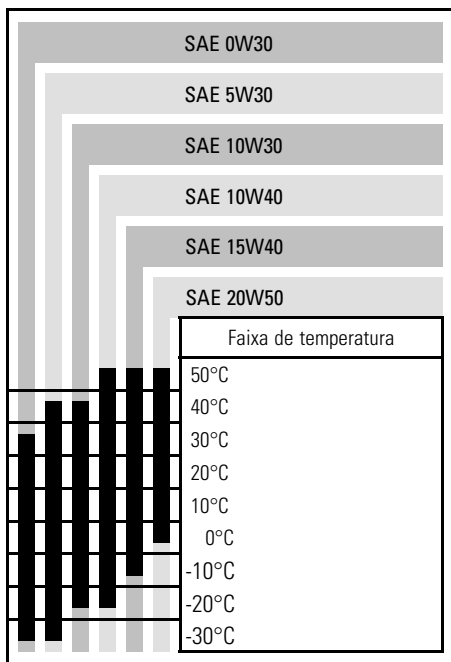 SAE 0W30
SAE 5W30
SAE 10W30
SAE 10W40
SAE 15W40
SAE 20W50
Faixa de temperatura
50°C
40°C
30°C
20°C
10°C
0°C
-10°C
-20°C
-30°C